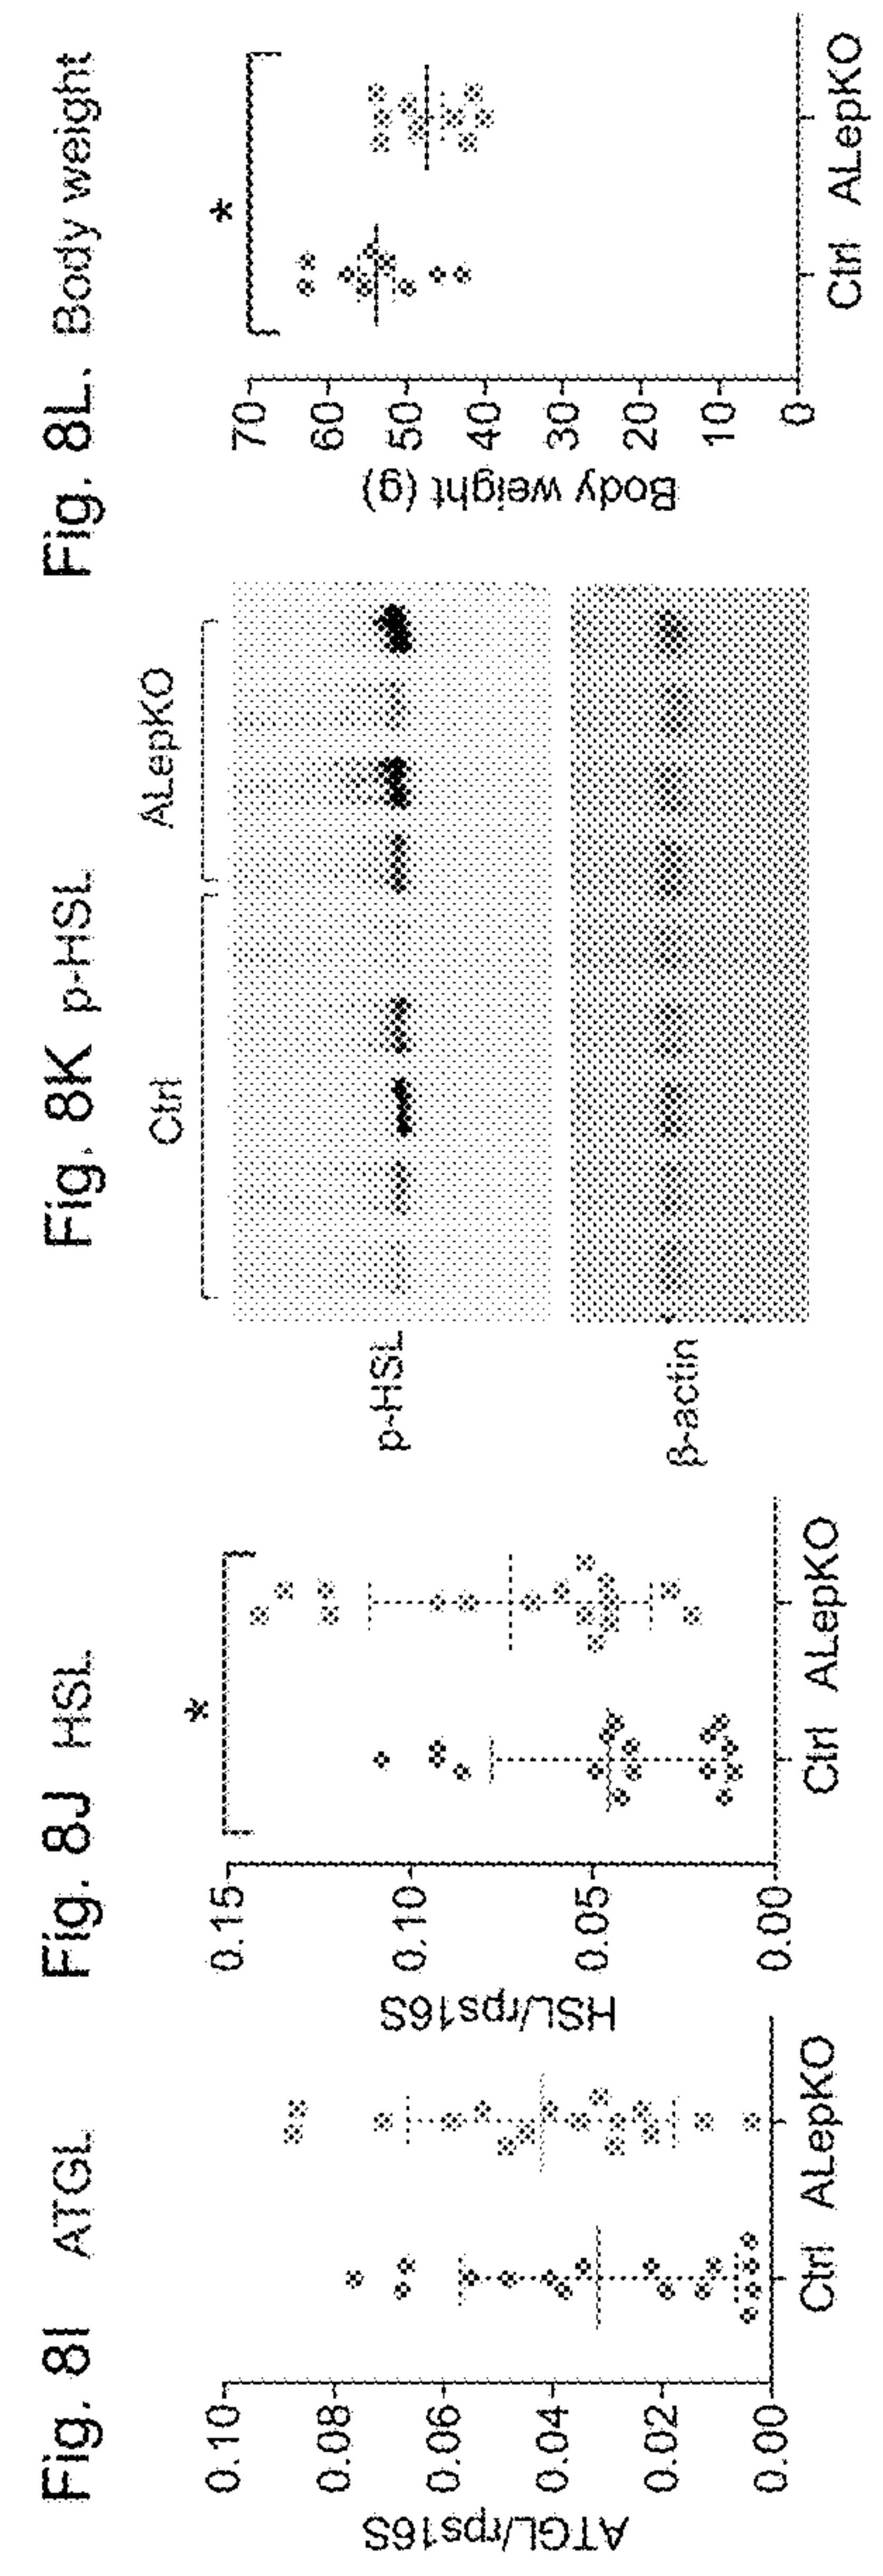 Fig. 8I ATGL
ATGL/rps16S
0.10
0.08
0.06
0.04
0.02
0.00
Ctrl ALepKO
Fig. 8J HSL
HSL/rps16S
0.15
0.10
0.05
0.00
*
Ctrl ALepKO
Fig. 8K p-HSL
Ctrl ALepKO
p-HSL
β-actin
Fig. 8L. Body weight
Body weight (g)
70
60
50
40
30
20
10
0
*
Ctrl ALepKO